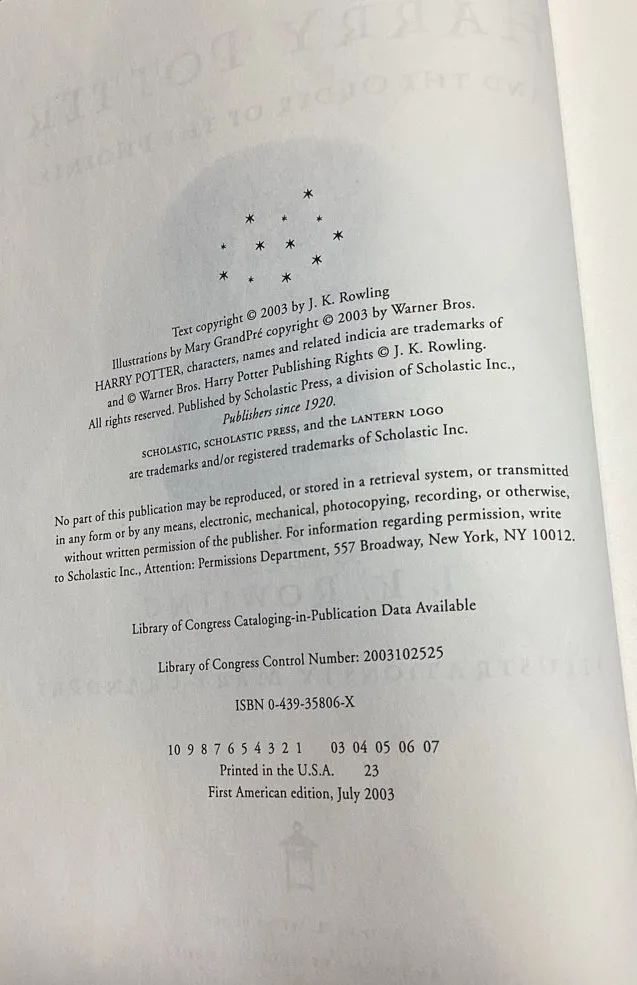 Text copyright © 2003 by J. K. Rowling
Illustrations by Mary GrandPré copyright © 2003 by Warner Bros.
HARRY POTTER, characters, names and related indicia are trademarks of
and © Warner Bros. Harry Potter Publishing Rights © J. K. Rowling.
All rights reserved. Published by Scholastic Press, a division of Scholastic Inc.,
Publishers since 1920.
SCHOLASTIC, SCHOLASTIC PRESS, and the LANTERN LOGO
are trademarks and/or registered trademarks of Scholastic Inc.
No part of this publication may be reproduced, or stored in a retrieval system, or transmitted
in any form or by any means, electronic, mechanical, photocopying, recording, or otherwise,
without written permission of the publisher. For information regarding permission, write
to Scholastic Inc., Attention: Permissions Department, 557 Broadway, New York, NY 10012.
Library of Congress Cataloging-in-Publication Data Available
Library of Congress Control Number: 2003102525
ISBN 0-439-35806-X
10 9 8 7 6 5 4 3 2 1 03 04 05 06 07
Printed in the U.S.A. 23
First American edition, July 2003